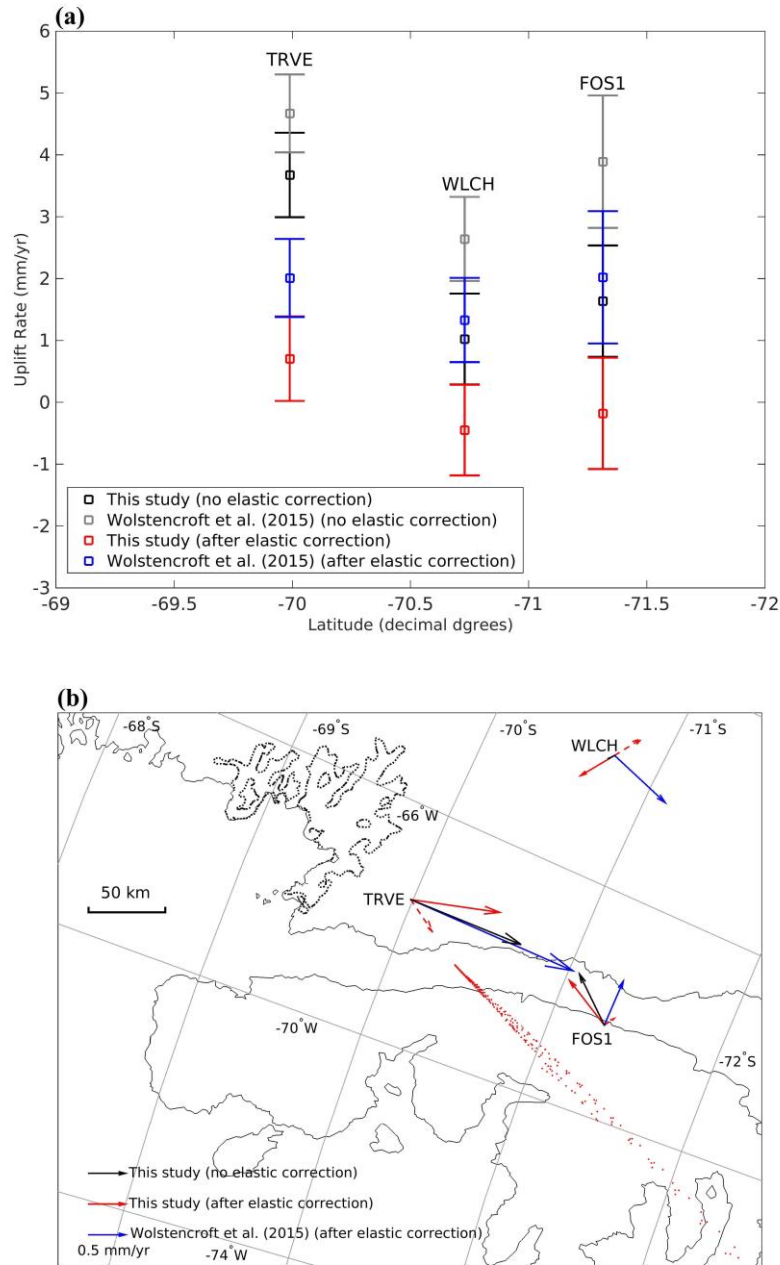 (a)
6
5
4
3
2
1
0
-1
-2
-3
Uplift Rate (mm/yr)
TRVE
WLCH
FOS1
This study (no elastic correction)
Wolstencroft et al. (2015) (no elastic correction)
This study (after elastic correction)
Wolstencroft et al. (2015) (after elastic correction)
-69 -69.5 -70 -70.5 -71 -71.5 -72
Latitude (decimal dgrees)
(b)
-68°S
-69°S
-70°S
-71°S
WLCH
-66°W
50 km
TRVE
-70°W
FOS1
-72°S
This study (no elastic correction)
This study (after elastic correction)
Wolstencroft et al. (2015) (after elastic correction)
0.5 mm/yr
-74°W